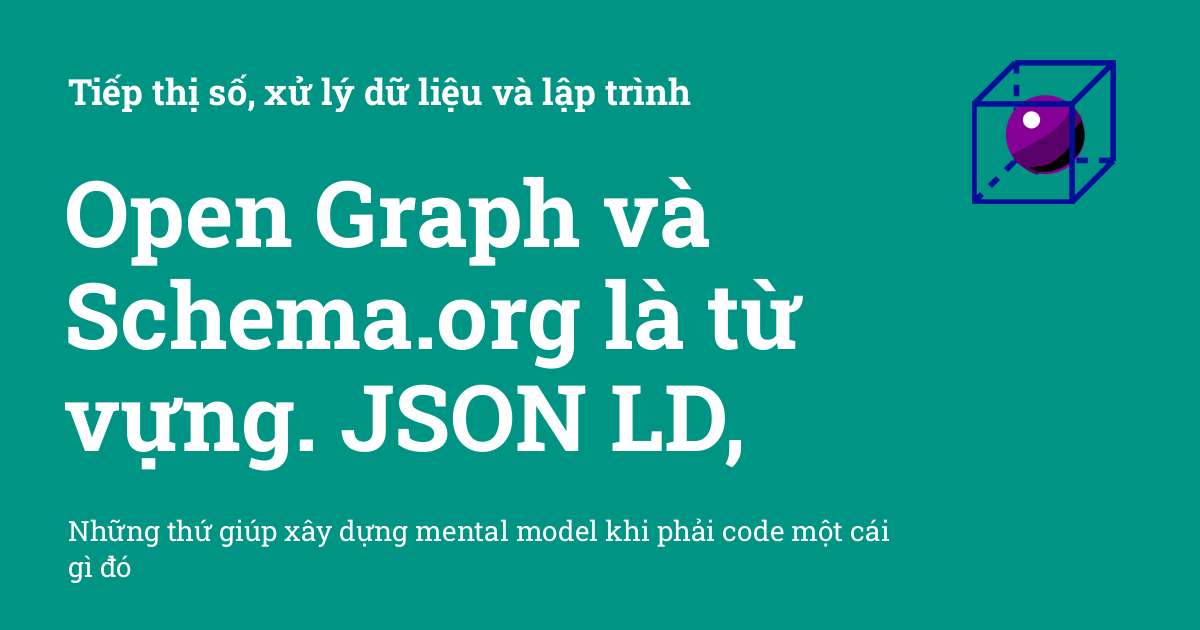 Tiếp thị số, xử lý dữ liệu và lập trình
Open Graph và
Schema.org là từ
vựng. JSON LD,
Những thứ giúp xây dựng mental model khi phải code một cái
gì đó